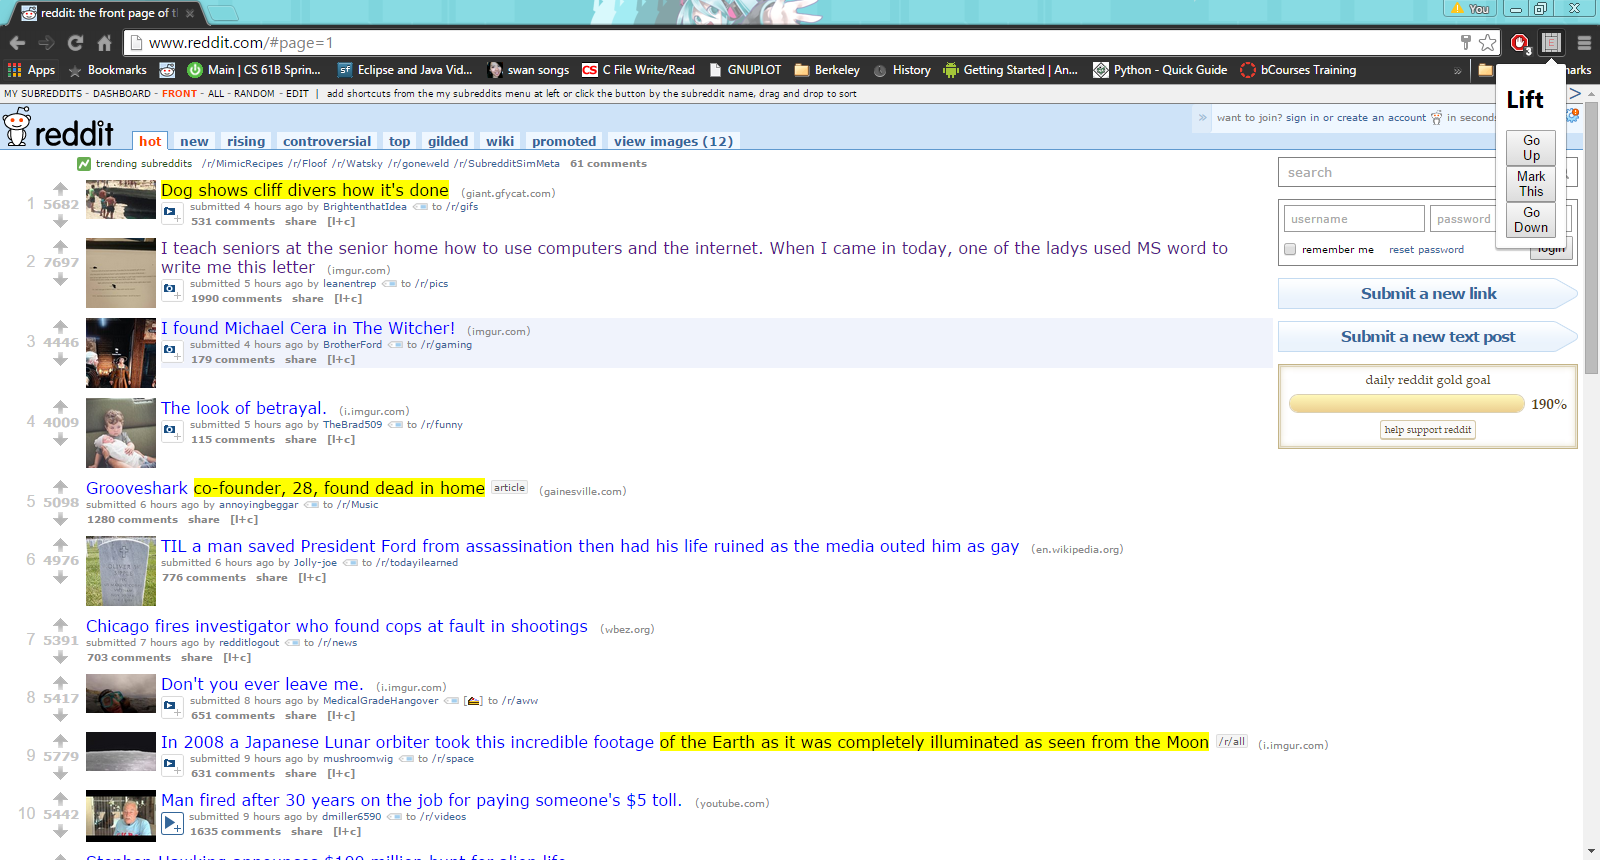 reddit: the front page of t
You
www.reddit.com/#page=1
3
Apps Bookmarks Main | CS 61B Sprin... Eclipse and Java Vid... swan songs CS C File Write/Read GNUPLOT Berkeley History Getting Started | An... Python - Quick Guide bCourses Training » marks
MY SUBREDDITS - DASHBOARD - FRONT - ALL - RANDOM - EDIT | add shortcuts from the my subreddits menu at left or click the button by the subreddit name, drag and drop to sort
Lift
Go Up
Mark This
Go Down
reddit hot new rising controversial top gilded wiki promoted view images (12)
want to join? sign in or create an account in seconds
trending subreddits /r/MimicRecipes /r/Floof /r/Watsky /r/goneweld /r/SubredditSimMeta 61 comments
search
username password
remember me reset password login
Submit a new link
Submit a new text post
daily reddit gold goal
190%
help support reddit
1 5682
Dog shows cliff divers how it's done (giant.gfycat.com)
submitted 4 hours ago by BrightenthatIdea to /r/gifs
531 comments share [l+c]
2 7697
I teach seniors at the senior home how to use computers and the internet. When I came in today, one of the ladys used MS word to
write me this letter (imgur.com)
submitted 5 hours ago by leanentrep to /r/pics
1990 comments share [l+c]
3 4446
I found Michael Cera in The Witcher! (imgur.com)
submitted 4 hours ago by BrotherFord to /r/gaming
179 comments share [l+c]
4 4009
The look of betrayal. (i.imgur.com)
submitted 5 hours ago by TheBrad509 to /r/funny
115 comments share [l+c]
5 5098
Grooveshark co-founder, 28, found dead in home article (gainesville.com)
submitted 6 hours ago by annoyingbeggar to /r/Music
1280 comments share [l+c]
6 4976
TIL a man saved President Ford from assassination then had his life ruined as the media outed him as gay (en.wikipedia.org)
submitted 6 hours ago by Jolly-joe to /r/todayilearned
776 comments share [l+c]
7 5391
Chicago fires investigator who found cops at fault in shootings (wbez.org)
submitted 7 hours ago by redditlogout to /r/news
703 comments share [l+c]
8 5417
Don't you ever leave me. (i.imgur.com)
submitted 8 hours ago by MedicalGradeHangover [] to /r/aww
651 comments share [l+c]
9 5779
In 2008 a Japanese Lunar orbiter took this incredible footage of the Earth as it was completely illuminated as seen from the Moon /r/all (i.imgur.com)
submitted 9 hours ago by mushroomwig to /r/space
631 comments share [l+c]
10 5442
Man fired after 30 years on the job for paying someone's $5 toll. (youtube.com)
submitted 9 hours ago by dmiller6590 to /r/videos
1635 comments share [l+c]
Stephen Hawking announces $100 million hunt for alien life